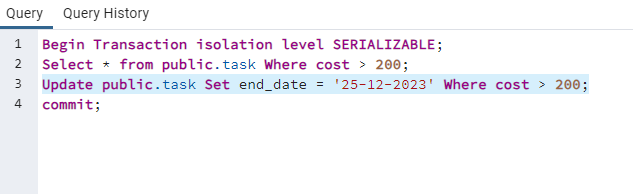 Query Query History
1 Begin Transaction isolation level SERIALIZABLE;
2 Select * from public.task Where cost > 200;
3 Update public.task Set end_date = '25-12-2023' Where cost > 200;
4 commit;